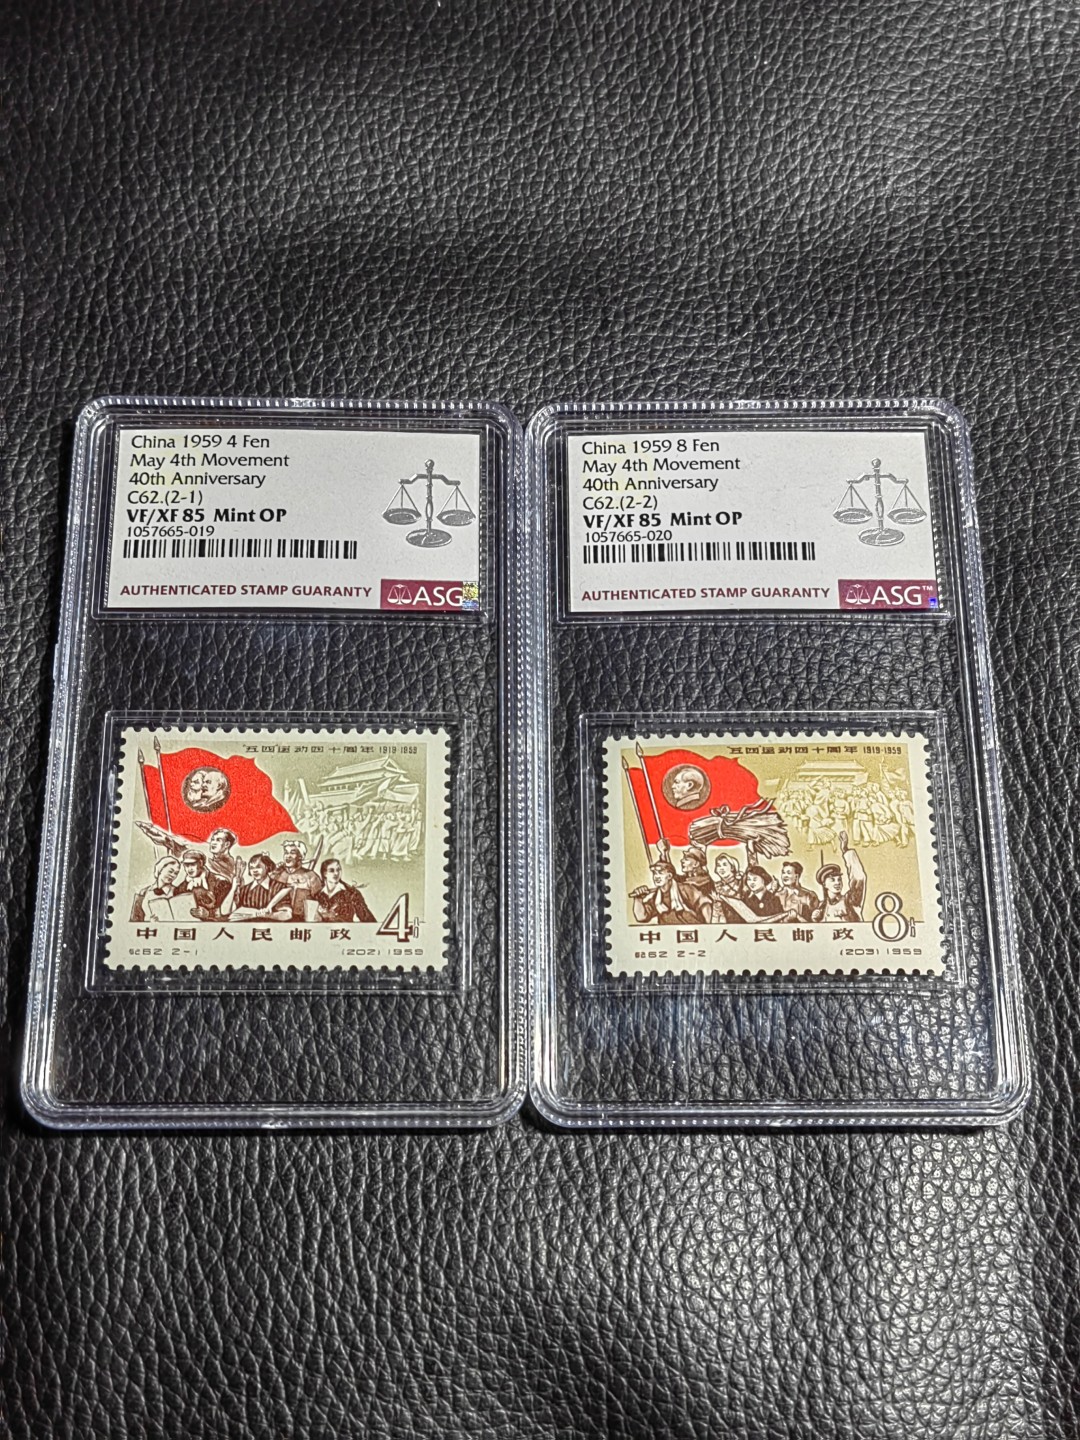 China 1959 4 Fen
May 4th Movement
40th Anniversary
C62.(2-1)
VF/XF 85 Mint OP
1057665-019
AUTHENTICATED STAMP GUARANTY
ASG
China 1959 8 Fen
May 4th Movement
40th Anniversary
C62.(2-2)
VF/XF 85 Mint OP
1057665-020
AUTHENTICATED STAMP GUARANTY
ASG™
"五四"运动四十周年 1919-1959
4分
中国人民邮政
纪62 2-1 (202) 1959
"五四"运动四十周年 1919-1959
8分
中国人民邮政
纪62 2-2 (203) 1959